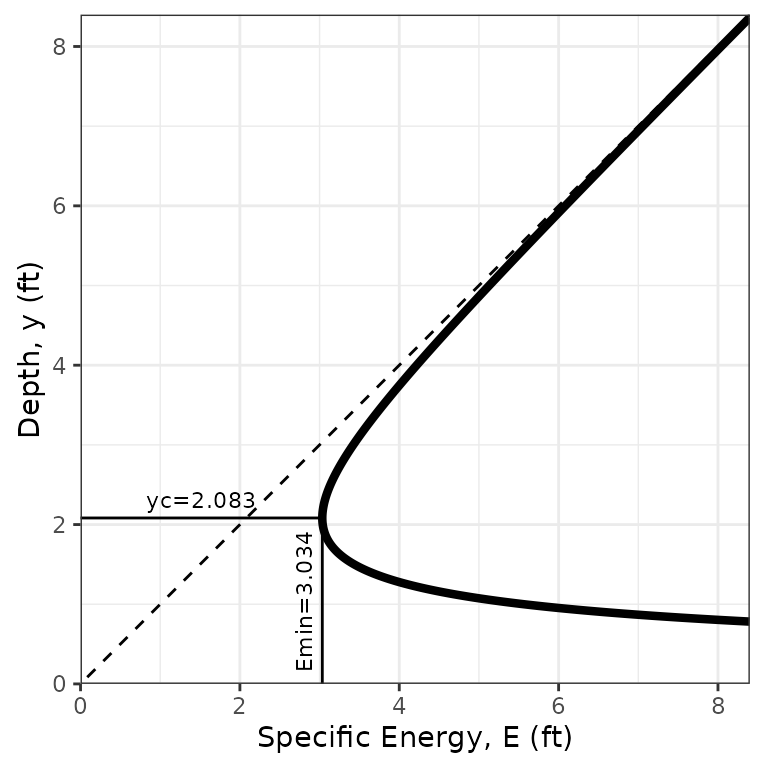 8
6
4
2
0
Depth, y (ft)
yc=2.083
Emin=3.034
0 2 4 6 8
Specific Energy, E (ft)